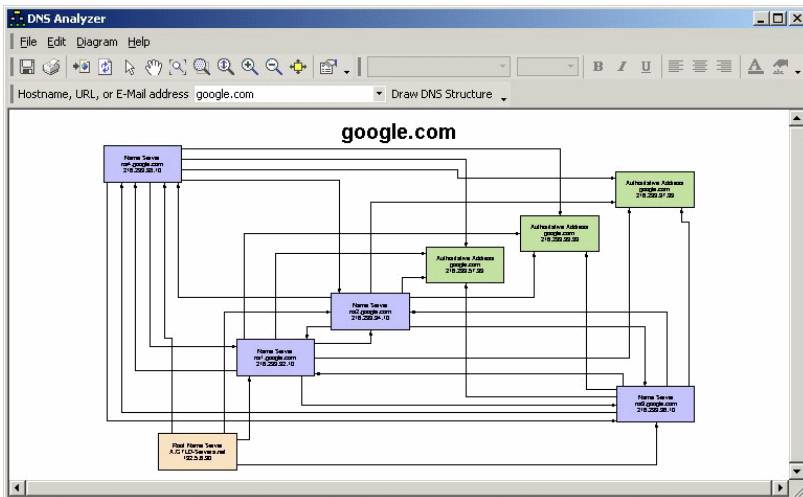 DNS Analyzer
File Edit Diagram Help
B I U A
Hostname, URL, or E-Mail address google.com Draw DNS Structure
google.com
Name Server
ns4.google.com
Authoritative Address
google.com
Authoritative Address
google.com
Authoritative Address
google.com
Name Server
ns2.google.com
Name Server
ns1.google.com
Name Server
ns3.google.com
Root Name Server